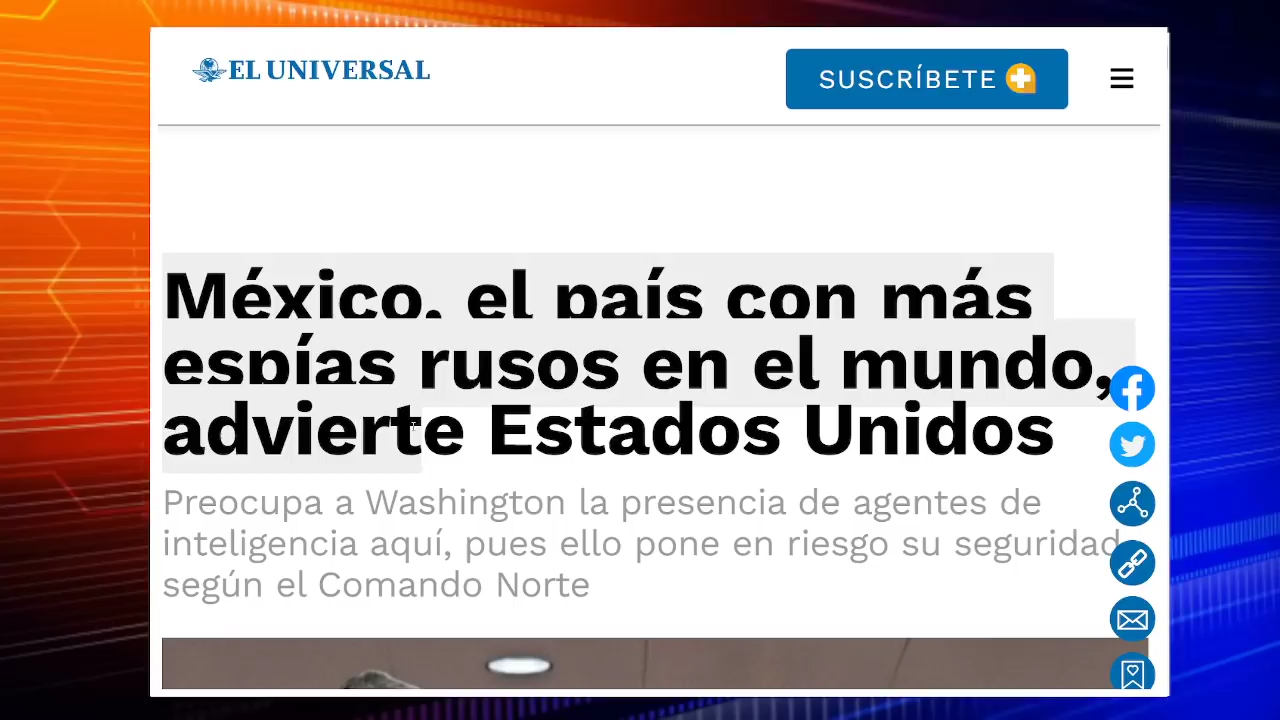 EL UNIVERSAL
SUSCRÍBETE
México, el país con más
espías rusos en el mundo,
advierte Estados Unidos
Preocupa a Washington la presencia de agentes de
inteligencia aquí, pues ello pone en riesgo su seguridad
según el Comando Norte